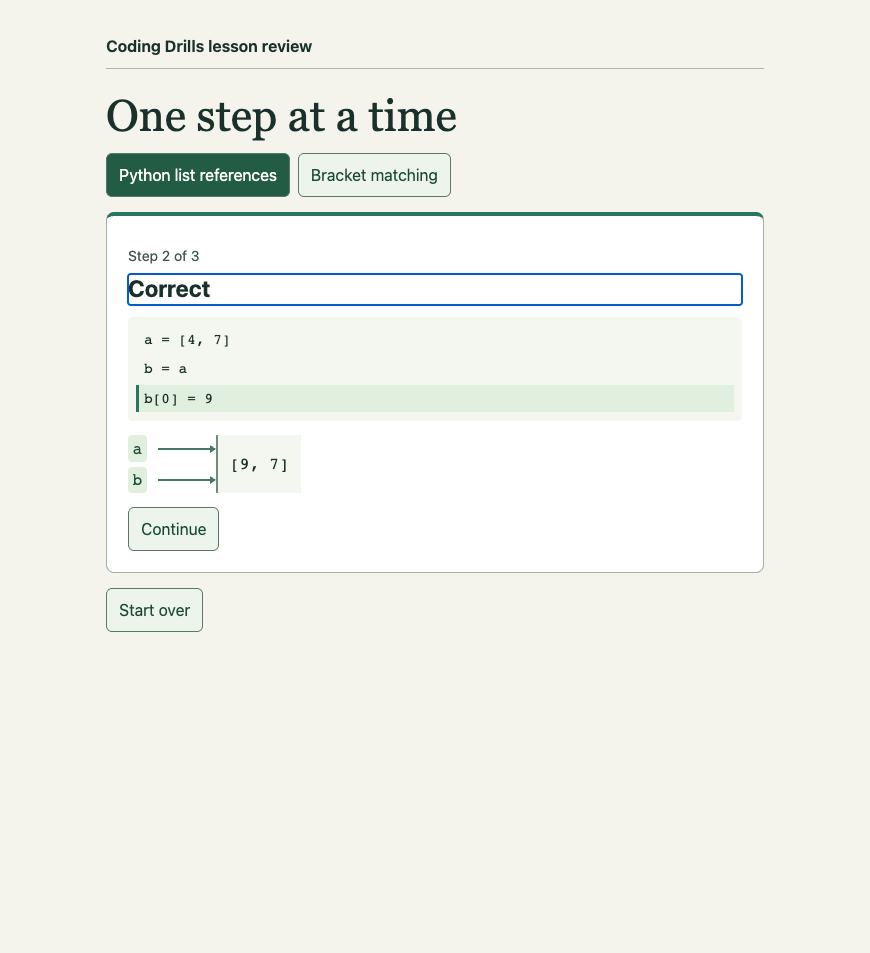 Coding Drills lesson review
One step at a time
Python list references
Bracket matching
Step 2 of 3
Correct
a = [4, 7]
b = a
b[0] = 9
a
[9, 7]
b
Continue
Start over